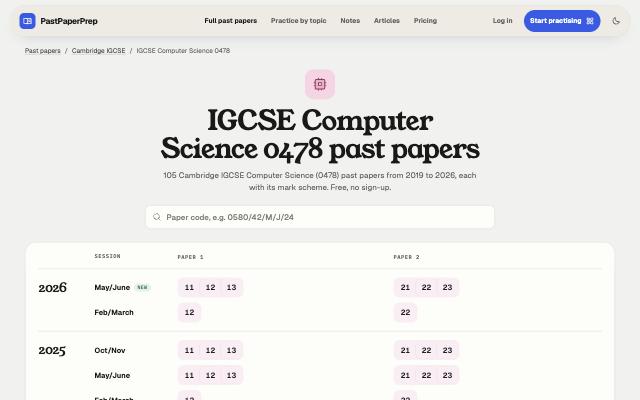 PastPaperPrep
Full past papers
Practice by topic
Notes
Articles
Pricing
Log in
Start practising
Past papers / Cambridge IGCSE / IGCSE Computer Science 0478
IGCSE Computer
Science 0478 past papers
105 Cambridge IGCSE Computer Science (0478) past papers from 2019 to 2026, each
with its mark scheme. Free, no sign-up.
Paper code, e.g. 0580/42/M/J/24
SESSION PAPER 1 PAPER 2
2026 May/June NEW 11 12 13 21 22 23
Feb/March 12 22
2025 Oct/Nov 11 12 13 21 22 23
May/June 11 12 13 21 22 23
Feb/March 12 22